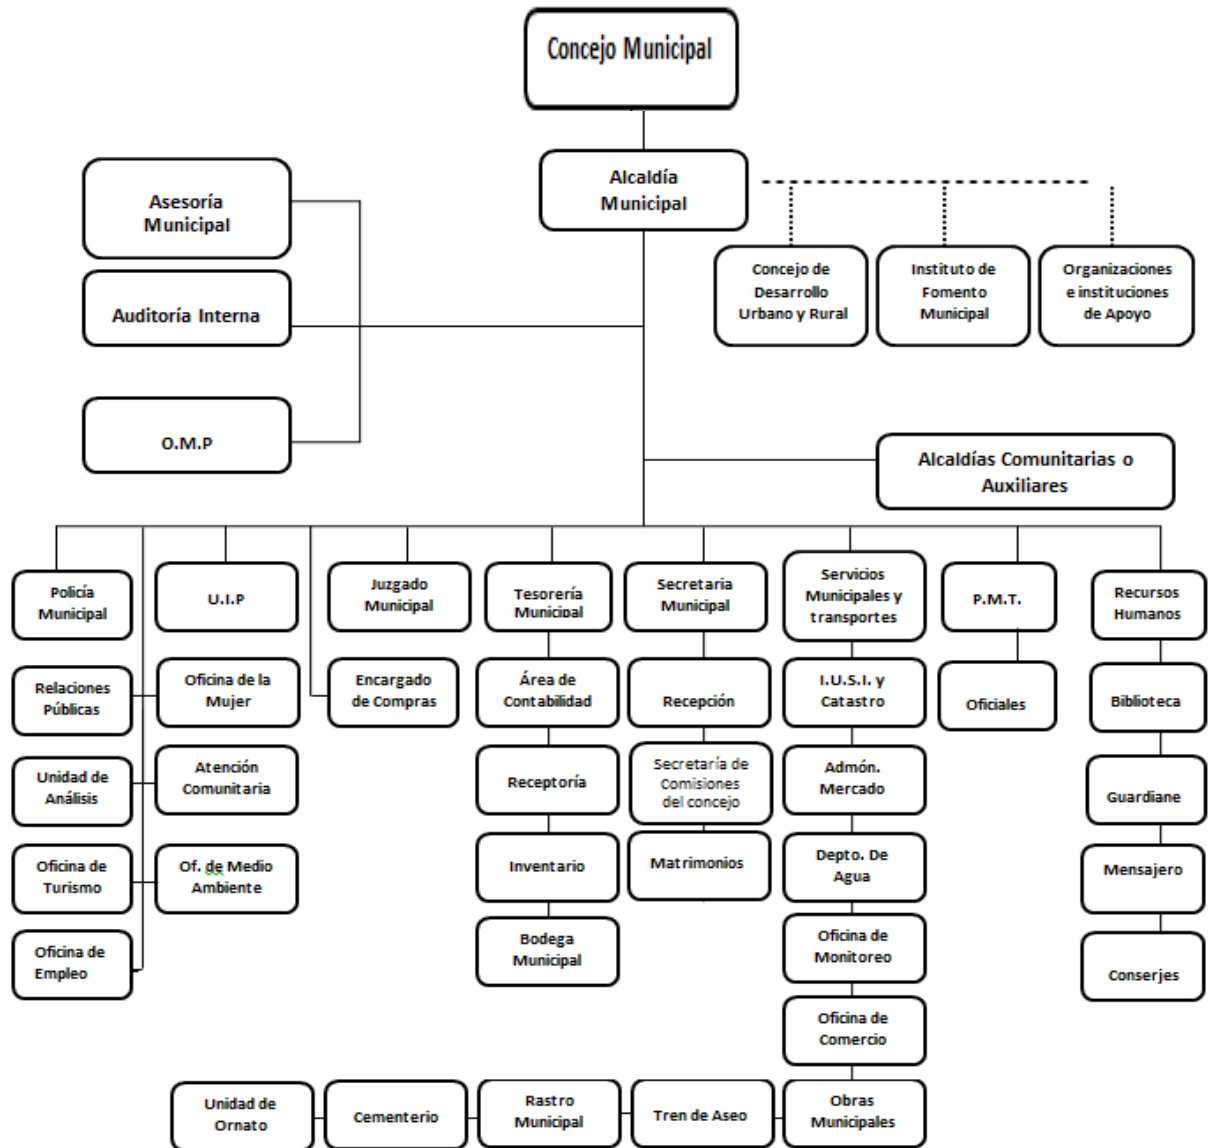 Concejo Municipal
Alcaldía
Municipal
Asesoría
Municipal
Auditoría Interna
O.M.P
Concejo de
Desarrollo
Urbano y Rural
Instituto de
Fomento
Municipal
Organizaciones
e instituciones
de Apoyo
Alcaldías Comunitarias o
Auxiliares
Policía
Municipal
U.I.P
Juzgado
Municipal
Tesorería
Municipal
Secretaria
Municipal
Servicios
Municipales y
transportes
P.M.T.
Recursos
Humanos
Relaciones
Públicas
Oficina de la
Mujer
Encargado
de Compras
Área de
Contabilidad
Recepción
I.U.S.I. y
Catastro
Oficiales
Biblioteca
Unidad de
Análisis
Atención
Comunitaria
Receptoría
Secretaría de
Comisiones
del concejo
Admón.
Mercado
Guardiane
Oficina de
Turismo
Of. de Medio
Ambiente
Inventario
Matrimonios
Depto. De
Agua
Mensajero
Oficina de
Empleo
Bodega
Municipal
Oficina de
Monitoreo
Conserjes
Oficina de
Comercio
Unidad de
Ornato
Cementerio
Rastro
Municipal
Tren de Aseo
Obras
Municipales